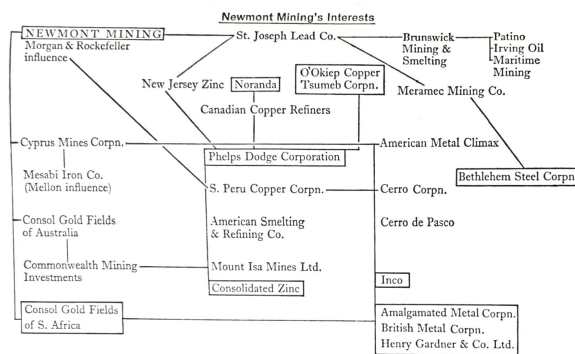 Newmont Mining's Interests
NEWMONT MINING
Morgan & Rockefeller
influence
St. Joseph Lead Co.
Brunswick
Mining &
Smelting
Patino
Irving Oil
Maritime
Mining
New Jersey Zinc
Noranda
O'Okiep Copper
Tsumeb Corpn.
Meramec Mining Co.
Canadian Copper Refiners
Cyprus Mines Corpn.
American Metal Climax
Phelps Dodge Corporation
Mesabi Iron Co.
(Mellon influence)
Bethlehem Steel Corpn
S. Peru Copper Corpn.
Cerro Corpn.
Consol Gold Fields
of Australia
American Smelting
& Refining Co.
Cerro de Pasco
Commonwealth Mining
Investments
Mount Isa Mines Ltd.
Consolidated Zinc
Inco
Consol Gold Fields
of S. Africa
Amalgamated Metal Corpn.
British Metal Corpn.
Henry Gardner & Co. Ltd.